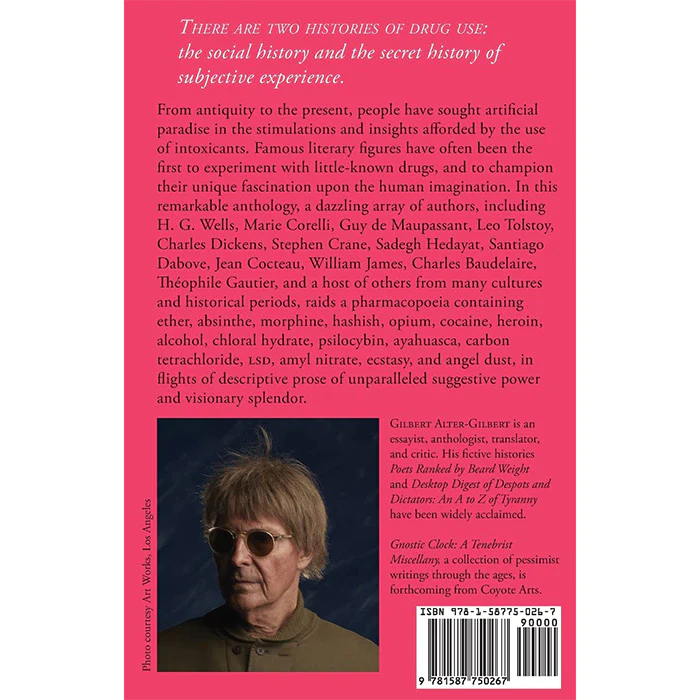 THERE ARE TWO HISTORIES OF DRUG USE:
the social history and the secret history of
subjective experience.
From antiquity to the present, people have sought artificial
paradise in the stimulations and insights afforded by the use
of intoxicants. Famous literary figures have often been the
first to experiment with little-known drugs, and to champion
their unique fascination upon the human imagination. In this
remarkable anthology, a dazzling array of authors, including
H. G. Wells, Marie Corelli, Guy de Maupassant, Leo Tolstoy,
Charles Dickens, Stephen Crane, Sadegh Hedayat, Santiago
Dabove, Jean Cocteau, William James, Charles Baudelaire,
Théophile Gautier, and a host of others from many cultures
and historical periods, raids a pharmacopoeia containing
ether, absinthe, morphine, hashish, opium, cocaine, heroin,
alcohol, chloral hydrate, psilocybin, ayahuasca, carbon
tetrachloride, LSD, amyl nitrate, ecstasy, and angel dust, in
flights of descriptive prose of unparalleled suggestive power
and visionary splendor.
Photo courtesy Art Works, Los Angeles
GILBERT ALTER-GILBERT is an
essayist, anthologist, translator,
and critic. His fictive histories
Poets Ranked by Beard Weight
and Desktop Digest of Despots and
Dictators: An A to Z of Tyranny
have been widely acclaimed.
Gnostic Clock: A Tenebrist
Miscellany, a collection of pessimist
writings through the ages, is
forthcoming from Coyote Arts.
ISBN 978-1-58775-026-7
90000
9 781587 750267